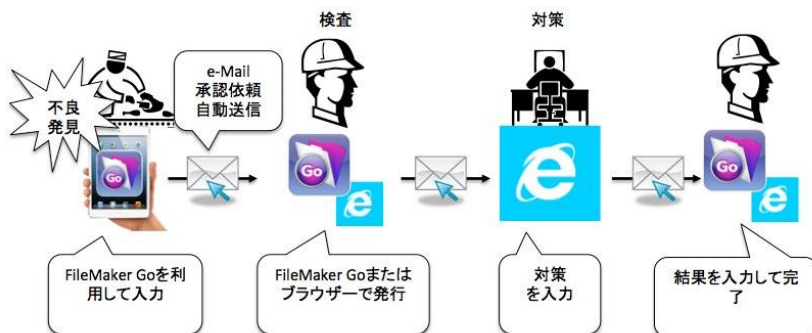 検査
対策
不良
発見
e-Mail
承認依頼
自動送信
Go
Go
Go
FileMaker Goを利
用して入力
FileMaker Goまたは
ブラウザーで発行
対策
を入力
結果を入力して完
了